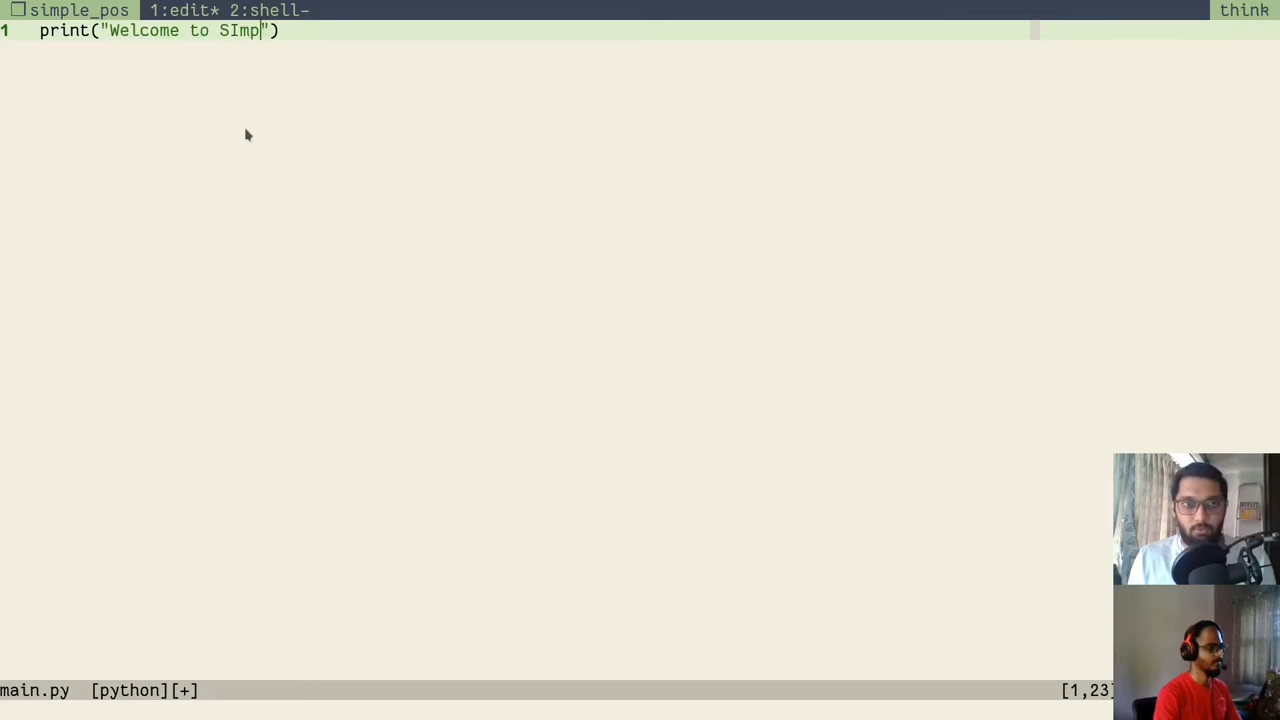 simple_pos 1:edit* 2:shell- think
1 print("Welcome to SImp")
main.py [python][+] [1,23]